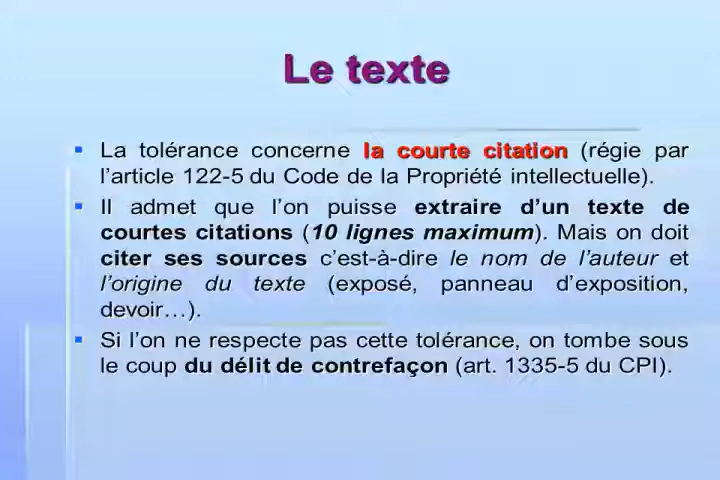 Le texte
▪ La tolérance concerne la courte citation (régie par
l'article 122-5 du Code de la Propriété intellectuelle).
▪ Il admet que l'on puisse extraire d'un texte de
courtes citations (10 lignes maximum). Mais on doit
citer ses sources c'est-à-dire le nom de l'auteur et
l'origine du texte (exposé, panneau d'exposition,
devoir…).
▪ Si l'on ne respecte pas cette tolérance, on tombe sous
le coup du délit de contrefaçon (art. 1335-5 du CPI).